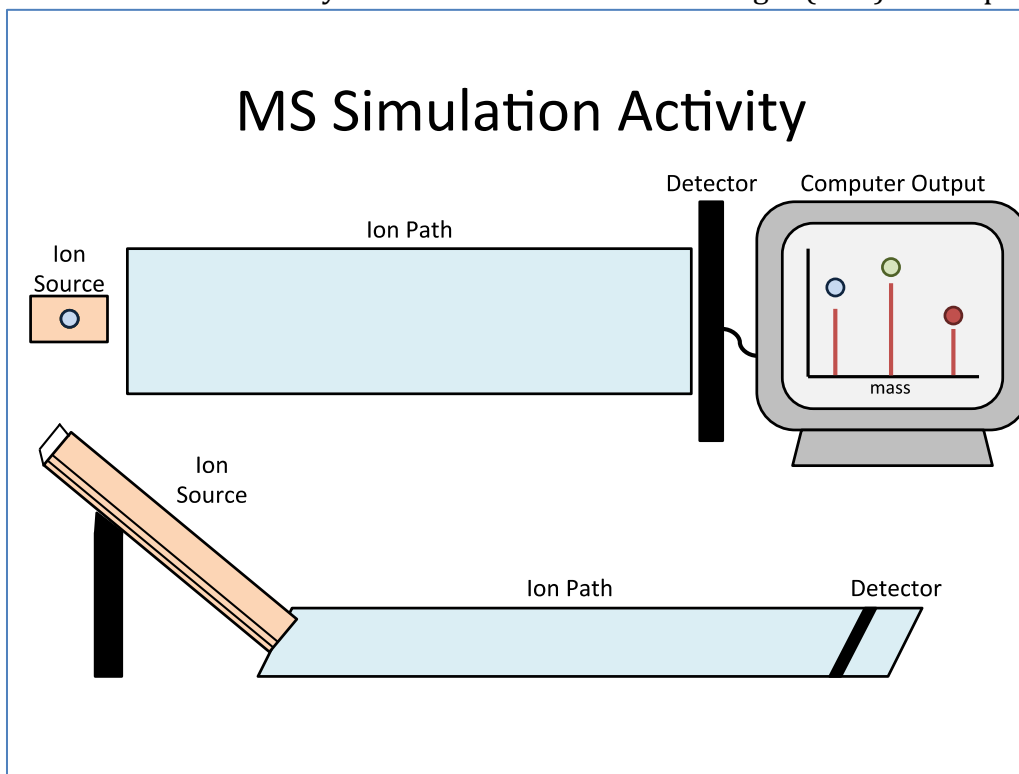 MS Simulation Activity
Detector
Computer Output
Ion Path
Ion
Source
mass
Ion
Source
Ion Path
Detector